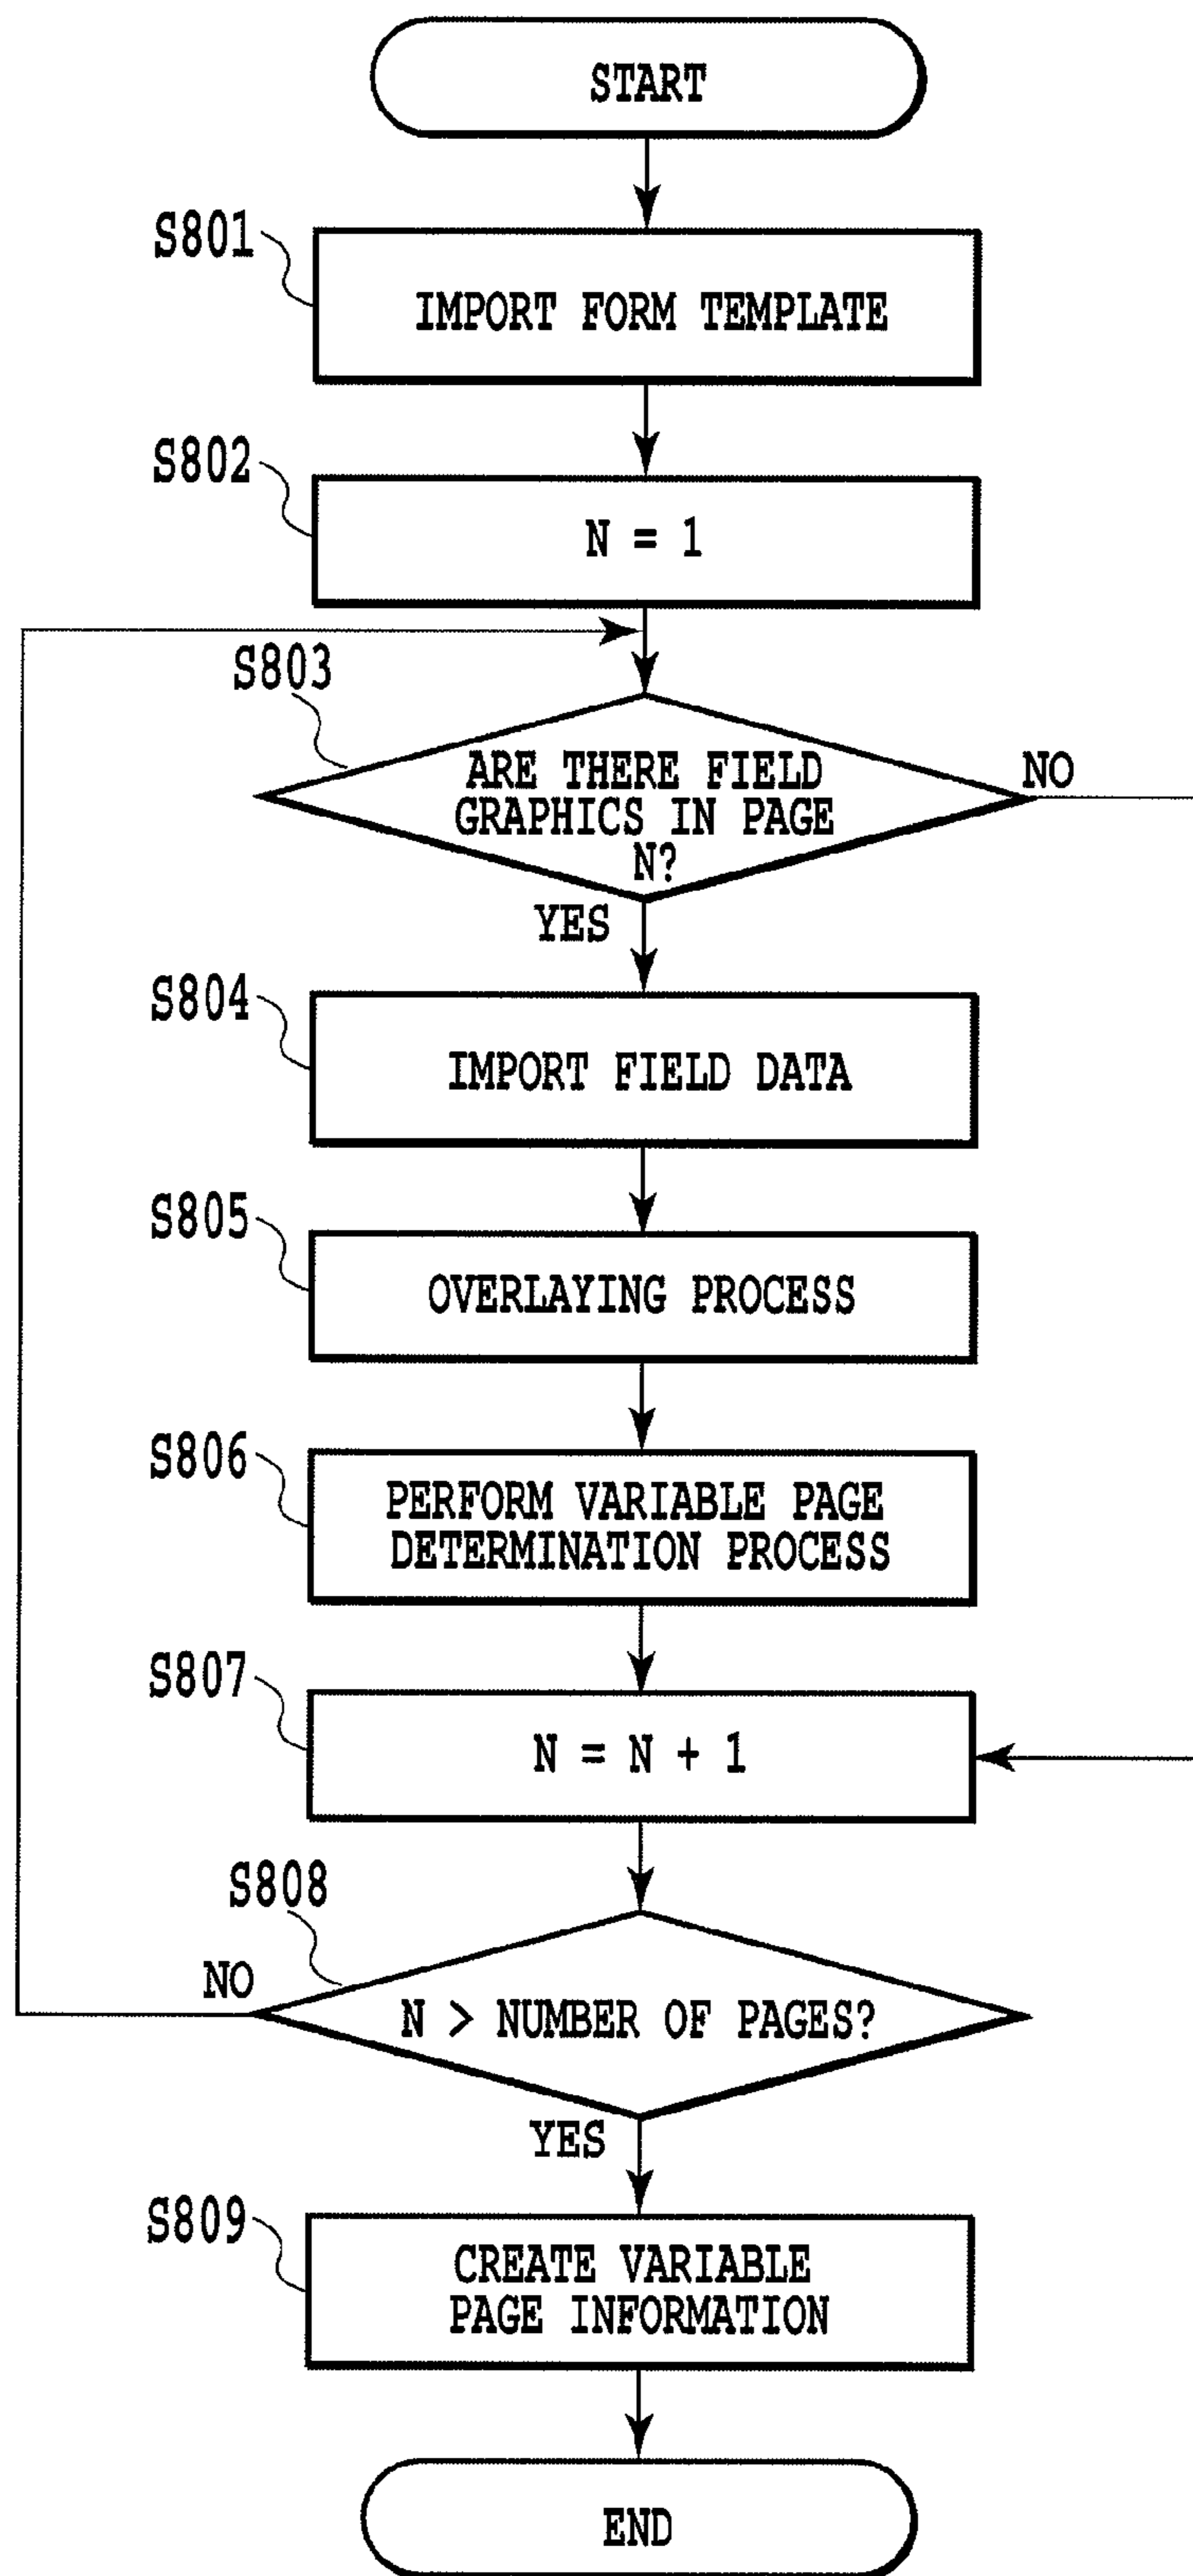 START
S801
IMPORT FORM TEMPLATE
S802
N = 1
S803
ARE THERE FIELD
GRAPHICS IN PAGE
N?
NO
YES
S804
IMPORT FIELD DATA
S805
OVERLAYING PROCESS
S806
PERFORM VARIABLE PAGE
DETERMINATION PROCESS
S807
N = N + 1
S808
NO
N > NUMBER OF PAGES?
YES
S809
CREATE VARIABLE
PAGE INFORMATION
END